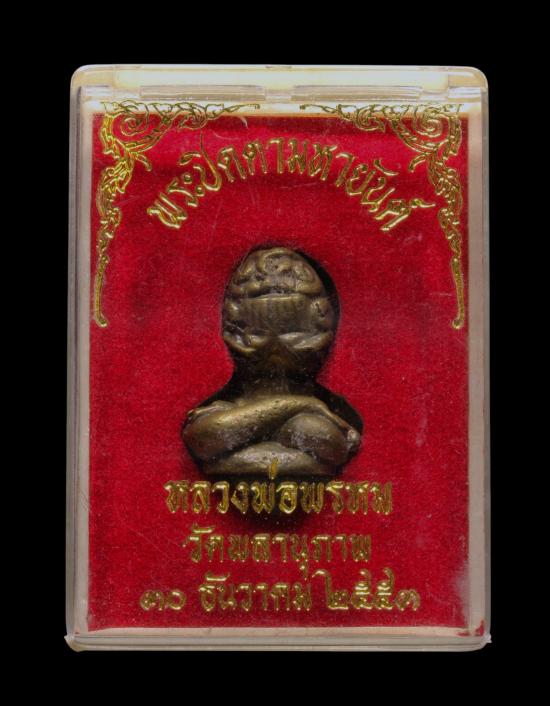 พระปิดตามหายันต์
หลวงพ่อพรหม
วัดพลานุภาพ
๓๐ ธันวาคม ๒๕๕๓